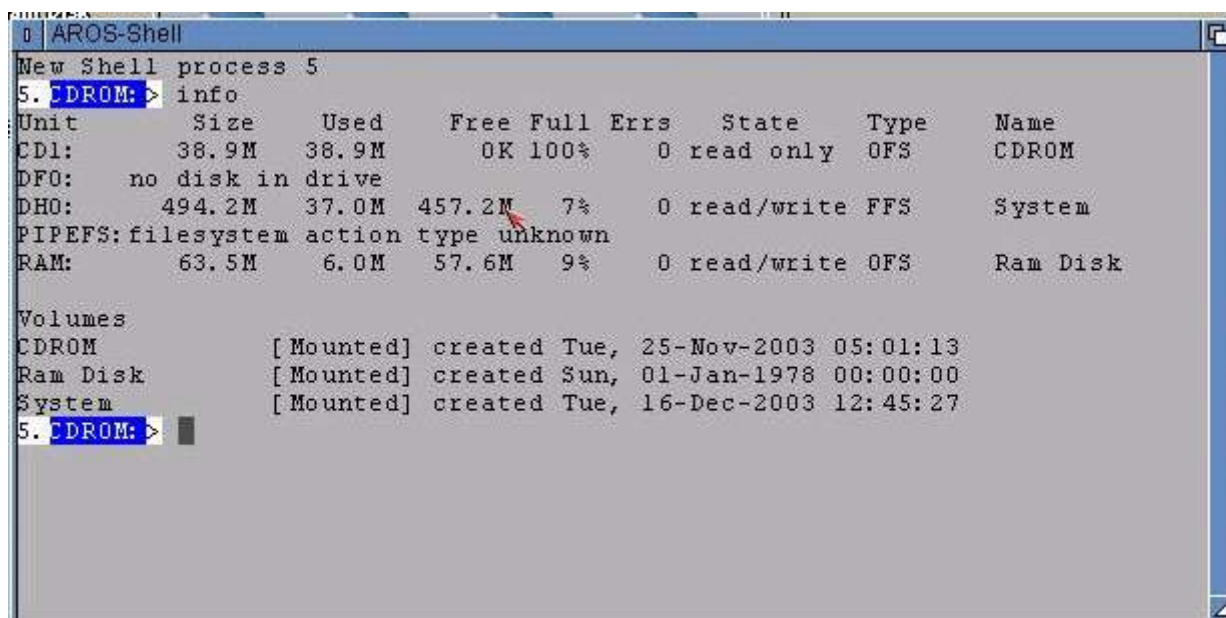 AROS-Shell
New Shell process 5
5.CDROM:> info
Unit Size Used Free Full Errs State Type Name
CD1: 38.9M 38.9M 0K 100% 0 read only OFS CDROM
DF0: no disk in drive
DH0: 494.2M 37.0M 457.2M 7% 0 read/write FFS System
PIPEFS:filesystem action type unknown
RAM: 63.5M 6.0M 57.6M 9% 0 read/write OFS Ram Disk
Volumes
CDROM [Mounted] created Tue, 25-Nov-2003 05:01:13
Ram Disk [Mounted] created Sun, 01-Jan-1978 00:00:00
System [Mounted] created Tue, 16-Dec-2003 12:45:27
5.CDROM:>